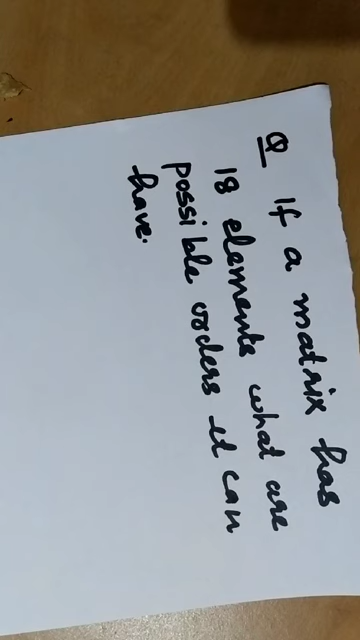 Q If a matrix has
18 elements what are
possible orders it can
have.